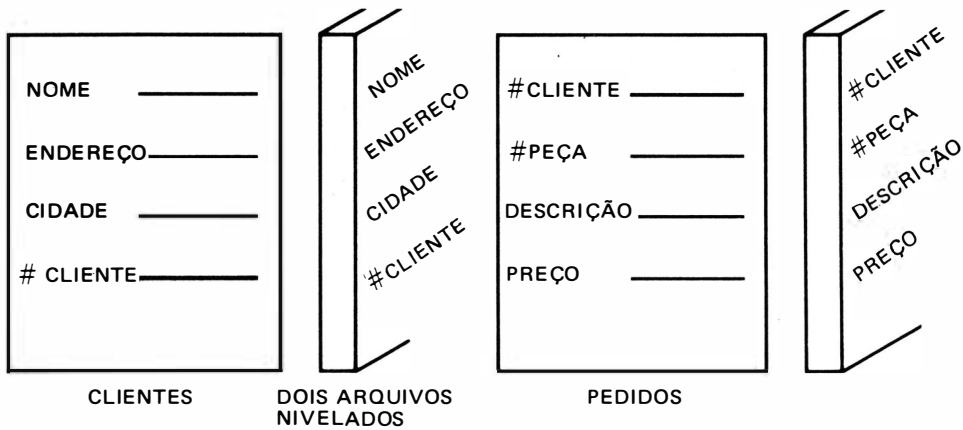 NOME
ENDEREÇO
CIDADE
# CLIENTE
NOME
ENDEREÇO
CIDADE
#CLIENTE
#CLIENTE
#PEÇA
DESCRIÇÃO
PREÇO
#CLIENTE
#PEÇA
DESCRIÇÃO
PREÇO
CLIENTES
DOIS ARQUIVOS
NIVELADOS
PEDIDOS